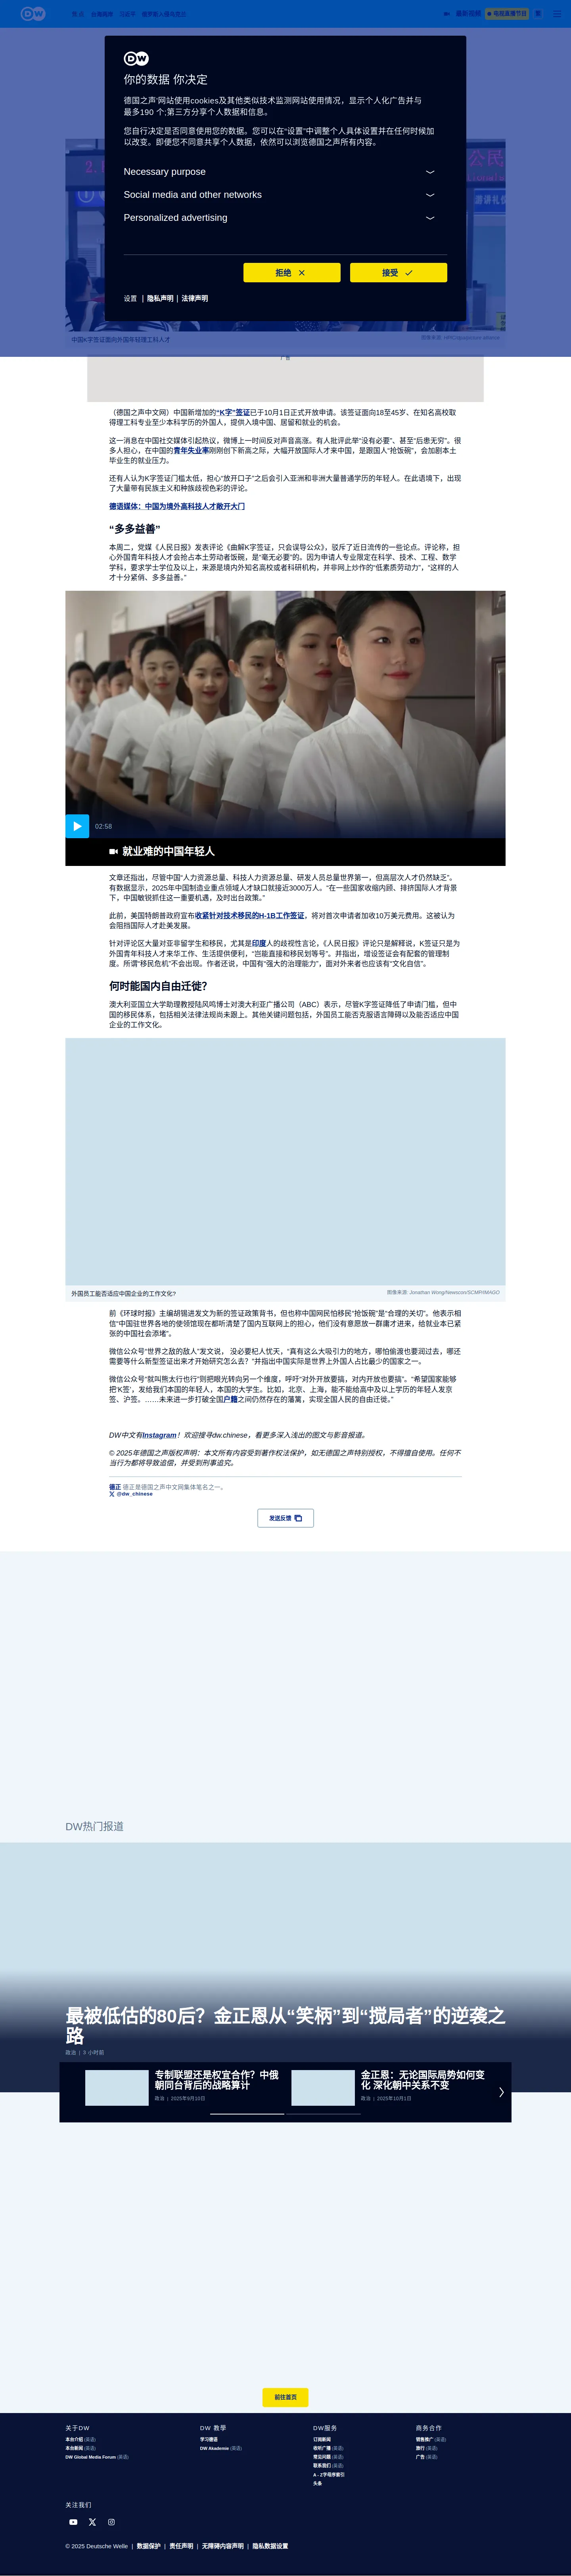 DW
你的数据 你决定
德国之声'网站使用cookies及其他类似技术监测网站使用情况，显示个人化广告并与
最多190 个;第三方分享个人数据和信息。
您自行决定是否同意使用您的数据。您可以在“设置”中调整个人具体设置并在任何时候加
以改变。即便您不同意共享个人数据，依然可以浏览德国之声所有内容。
Necessary purpose
Social media and other networks
Personalized advertising
拒绝
接受
设置 | 隐私声明 | 法律声明
中国K字签证面向外国年轻理工科人才
广告
（德国之声中文网）中国新增加的“K字”签证已于10月1日正式开放申请。该签证面向18至45岁、在知名高校取
得理工科专业至少本科学历的外国人，提供入境中国、居留和就业的机会。
这一消息在中国社交媒体引起热议，微博上一时间反对声音高涨。有人批评此举“没有必要”、甚至“后患无穷”。很
多人担心，在中国的青年失业率刚刚创下新高之际，大幅开放国际人才来中国，是跟国人“抢饭碗”，会加剧本土
毕业生的就业压力。
还有人认为K字签证门槛太低，担心“放开口子”之后会引入亚洲和非洲大量普通学历的年轻人。在此语境下，出现
了大量带有民族主义和种族歧视色彩的评论。
德语媒体：中国为境外高科技人才敞开大门
“多多益善”
本周二，党媒《人民日报》发表评论《曲解K字签证，只会误导公众》，驳斥了近日流传的一些论点。评论称，担
心外国青年科技人才会抢占本土劳动者饭碗，是“毫无必要”的。因为申请人专业限定在科学、技术、工程、数学
学科，要求学士学位及以上，来源是境内外知名高校或者科研机构，并非网上炒作的“低素质劳动力”，“这样的人
才十分紧俏、多多益善。”
02:58
就业难的中国年轻人
文章还指出，尽管中国“人力资源总量、科技人力资源总量、研发人员总量世界第一，但高层次人才仍然缺乏”。
有数据显示，2025年中国制造业重点领域人才缺口就接近3000万人。“在一些国家收缩内顾、排挤国际人才背景
下，中国敏锐抓住这一重要机遇，及时出台政策。”
此前，美国特朗普政府宣布收紧针对技术移民的H-1B工作签证，将对首次申请者加收10万美元费用。这被认为
会阻挡国际人才赴美发展。
针对评论区大量对亚非留学生和移民，尤其是印度人的歧视性言论，《人民日报》评论只是解释说，K签证只是为
外国青年科技人才来华工作、生活提供便利，“岂能直接和移民划等号”。并指出，增设签证会有配套的管理制
度。所谓“移民危机”不会出现。作者还说，中国有“强大的治理能力”，面对外来者也应该有“文化自信”。
何时能国内自由迁徙？
澳大利亚国立大学助理教授陆风鸣博士对澳大利亚广播公司（ABC）表示，尽管K字签证降低了申请门槛，但中
国的移民体系，包括相关法律法规尚未跟上。其他关键问题包括，外国员工能否克服语言障碍以及能否适应中国
企业的工作文化。
外国员工能否适应中国企业的工作文化?
图像来源: Jonathan Wong/Newscon/SCMP/IMAGO
前《环球时报》主编胡锡进发文为新的签证政策背书，但也称中国网民怕移民“抢饭碗”是“合理的关切”。他表示相
信“中国驻世界各地的使领馆现在都听清楚了国内互联网上的担心，他们没有意愿放一群庸才进来，给就业本已紧
张的中国社会添堵”。
微信公众号“世界之敌的敌人”发文说， 没必要杞人忧天，“真有这么大吸引力的地方，哪怕偷渡也要润过去，哪还
需要等什么新型签证出来才开始研究怎么去? ”并指出中国实际是世界上外国人占比最少的国家之一。
微信公众号“就叫熊太行也行”则把眼光转向另一个维度，呼吁“对外开放要搞，对内开放也要搞”。“希望国家能够
把‘K签’，发给我们本国的年轻人，本国的大学生。比如，北京、上海，能不能给高中及以上学历的年轻人发京
签、沪签。……未来进一步打破全国户籍之间仍然存在的藩篱，实现全国人民的自由迁徙。”
DW中文有Instagram！欢迎搜寻dw.chinese，看更多深入浅出的图文与影音报道。
© 2025年德国之声版权声明：本文所有内容受到著作权法保护，如无德国之声特别授权，不得擅自使用。任何不
当行为都将导致追偿，并受到刑事追究。
德正 德正是德国之声中文网集体笔名之一。
@dw_chinese
发送反馈
DW热门报道
最被低估的80后？金正恩从“笑柄”到“搅局者”的逆袭之
路
政治 | 3 小时前
专制联盟还是权宜合作？中俄
朝同台背后的战略算计
政治 | 2025年9月10日
金正恩：无论国际局势如何变
化 深化朝中关系不变
政治 | 2025年10月1日
前往首页
关于DW
本台介绍 (英语)
本台新闻 (英语)
DW Global Media Forum (英语)
DW 教學
学习德语
DW Akademie (英语)
DW服务
订阅新闻
收听广播 (英语)
常见问题 (英语)
联系我们 (英语)
A - Z字母序索引
头条
商务合作
销售推广 (英语)
旅行 (英语)
广告 (英语)
关注我们
© 2025 Deutsche Welle | 数据保护 | 责任声明 | 无障碍内容声明 | 隐私数据设置